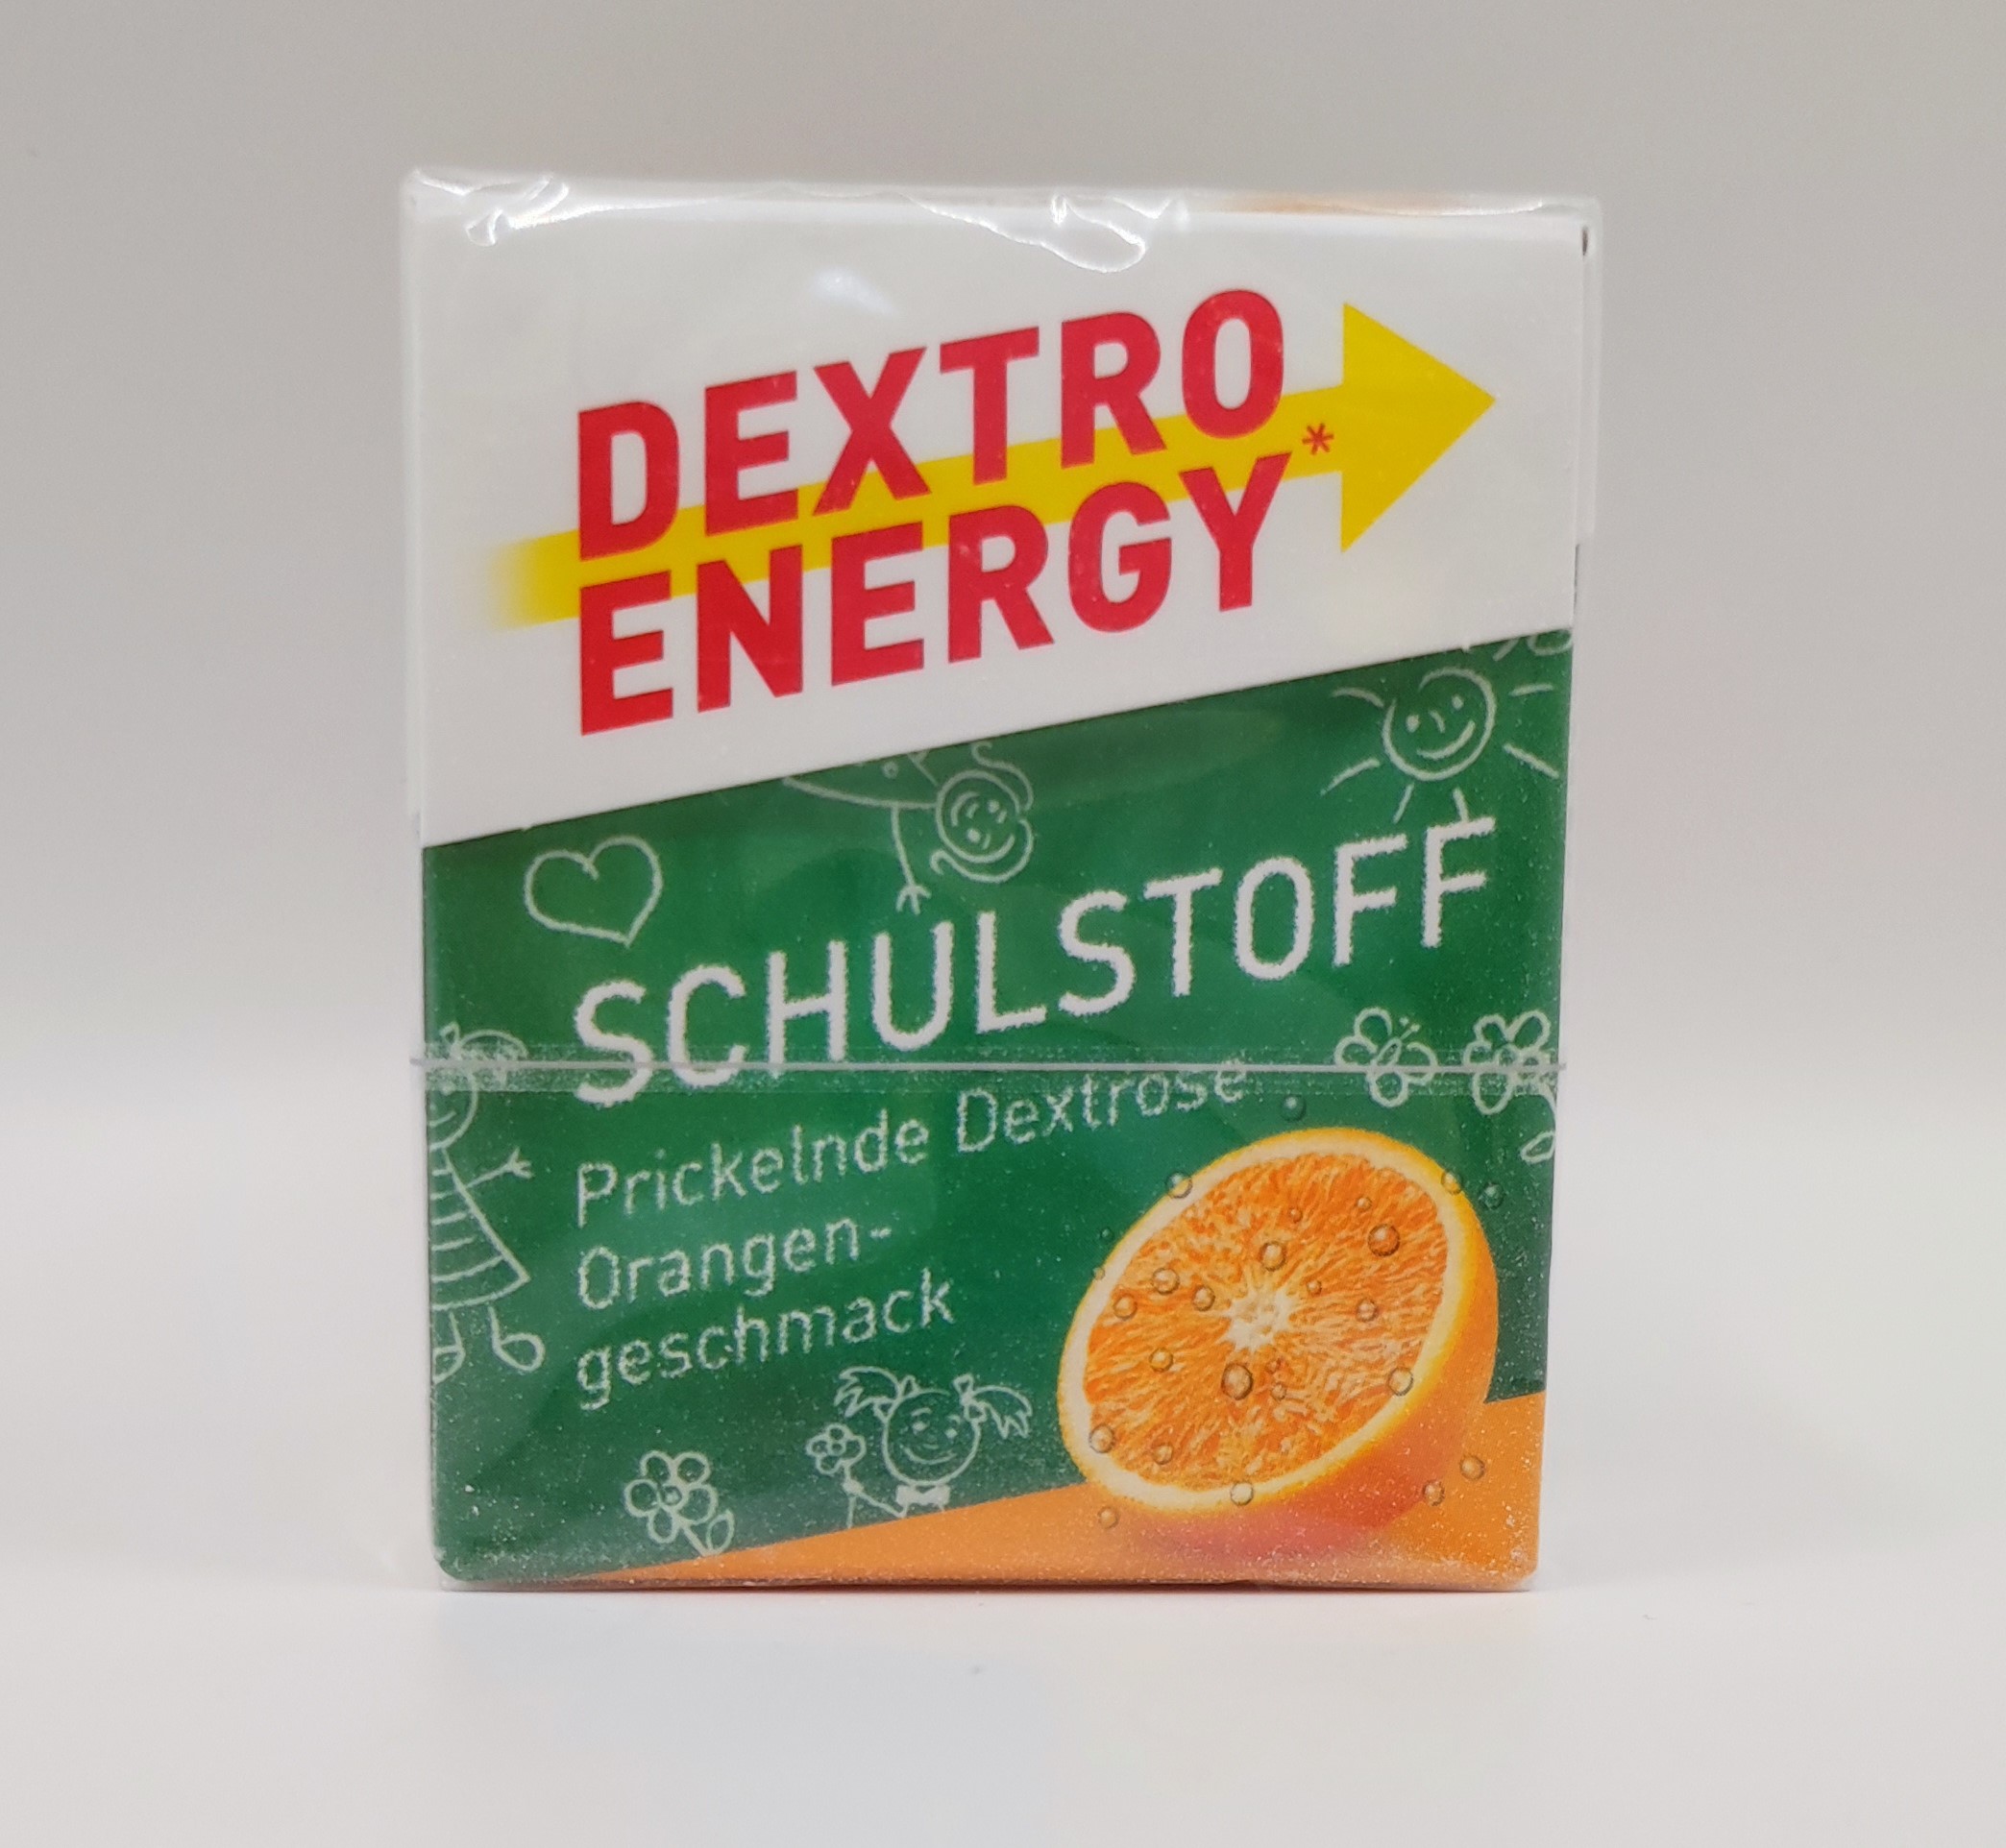 DEXTRO
ENERGY*
SCHULSTOFF
Prickelnde Dextrose
Orangen-
geschmack